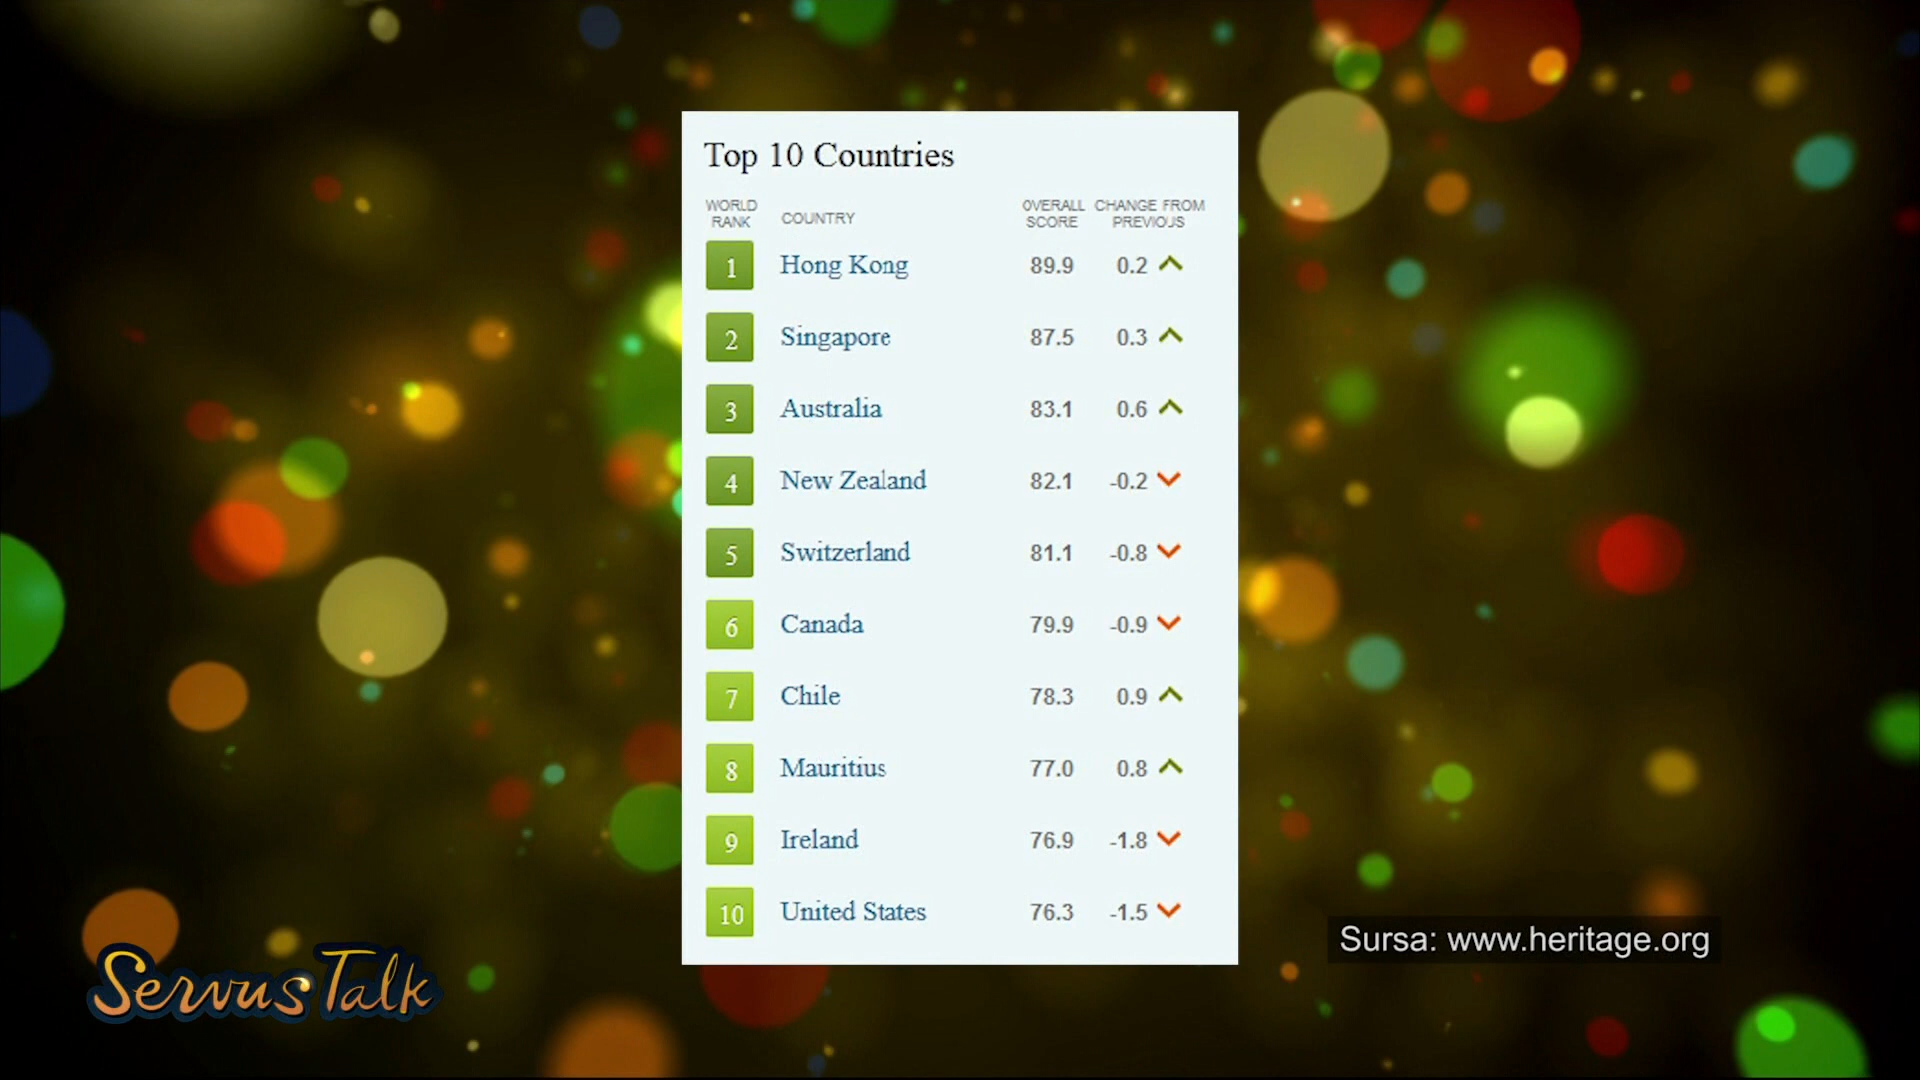 Top 10 Countries
WORLD RANK COUNTRY OVERALL SCORE CHANGE FROM PREVIOUS
1 Hong Kong 89.9 0.2
2 Singapore 87.5 0.3
3 Australia 83.1 0.6
4 New Zealand 82.1 -0.2
5 Switzerland 81.1 -0.8
6 Canada 79.9 -0.9
7 Chile 78.3 0.9
8 Mauritius 77.0 0.8
9 Ireland 76.9 -1.8
10 United States 76.3 -1.5
Sursa: www.heritage.org
Servus Talk